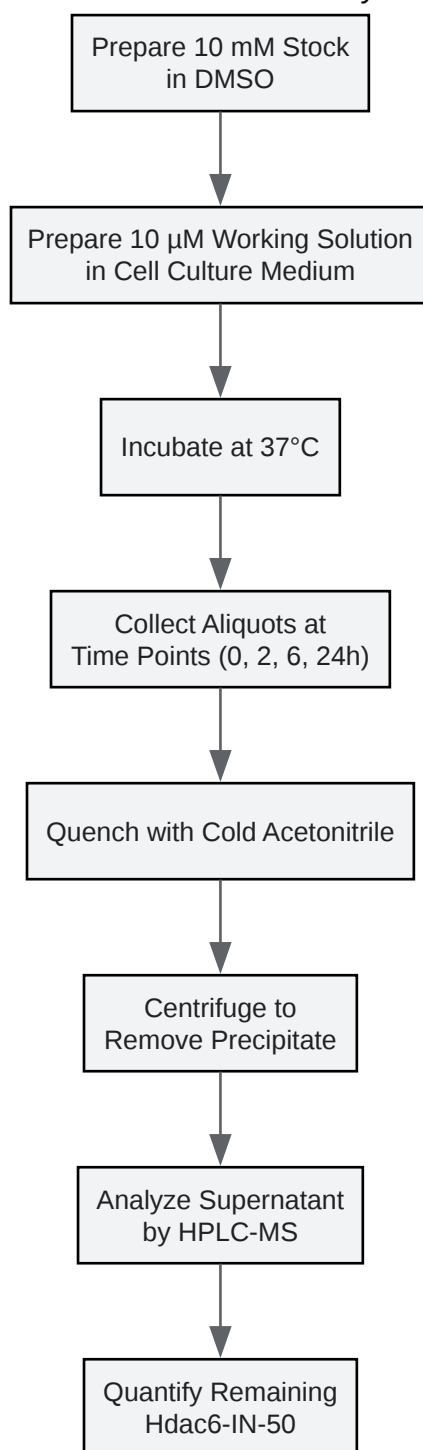 Prepare 10 mM Stock
in DMSO
Prepare 10 µM Working Solution
in Cell Culture Medium
Incubate at 37°C
Collect Aliquots at
Time Points (0, 2, 6, 24h)
Quench with Cold Acetonitrile
Centrifuge to
Remove Precipitate
Analyze Supernatant
by HPLC-MS
Quantify Remaining
Hdac6-IN-50